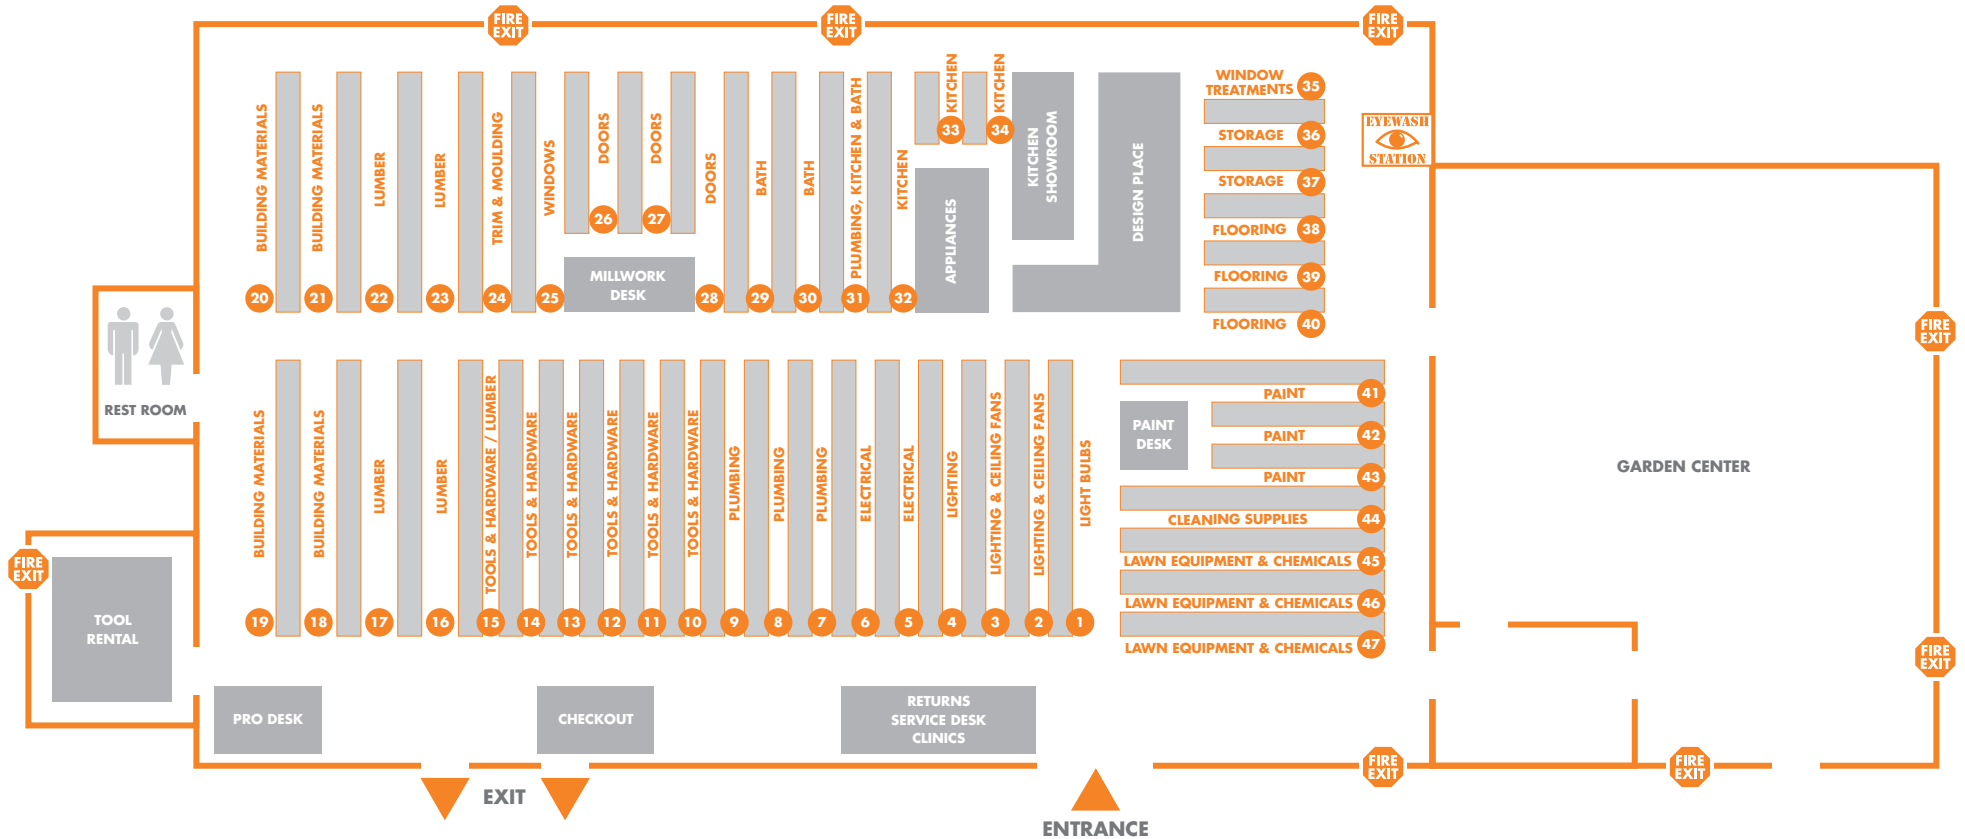 FIRE
EXIT
FIRE
EXIT
FIRE
EXIT
BUILDING MATERIALS
20
BUILDING MATERIALS
21
LUMBER
22
LUMBER
23
TRIM & MOULDING
24
WINDOWS
25
DOORS
26
DOORS
27
MILLWORK
DESK
DOORS
28
BATH
29
BATH
30
PLUMBING, KITCHEN & BATH
31
KITCHEN
32
KITCHEN
33
KITCHEN
34
APPLIANCES
KITCHEN
SHOWROOM
DESIGN PLACE
WINDOW
TREATMENTS 35
STORAGE 36
STORAGE 37
FLOORING 38
FLOORING 39
FLOORING 40
EYEWASH
STATION
REST ROOM
FIRE
EXIT
TOOL
RENTAL
BUILDING MATERIALS
19
BUILDING MATERIALS
18
LUMBER
17
LUMBER
16
TOOLS & HARDWARE / LUMBER
15
TOOLS & HARDWARE
14
TOOLS & HARDWARE
13
TOOLS & HARDWARE
12
TOOLS & HARDWARE
11
TOOLS & HARDWARE
10
PLUMBING
9
PLUMBING
8
PLUMBING
7
ELECTRICAL
6
ELECTRICAL
5
LIGHTING
4
LIGHTING & CEILING FANS
3
LIGHTING & CEILING FANS
2
LIGHT BULBS
1
PAINT
DESK
PAINT 41
PAINT 42
PAINT 43
CLEANING SUPPLIES 44
LAWN EQUIPMENT & CHEMICALS 45
LAWN EQUIPMENT & CHEMICALS 46
LAWN EQUIPMENT & CHEMICALS 47
GARDEN CENTER
FIRE
EXIT
FIRE
EXIT
PRO DESK
CHECKOUT
RETURNS
SERVICE DESK
CLINICS
FIRE
EXIT
FIRE
EXIT
EXIT
ENTRANCE